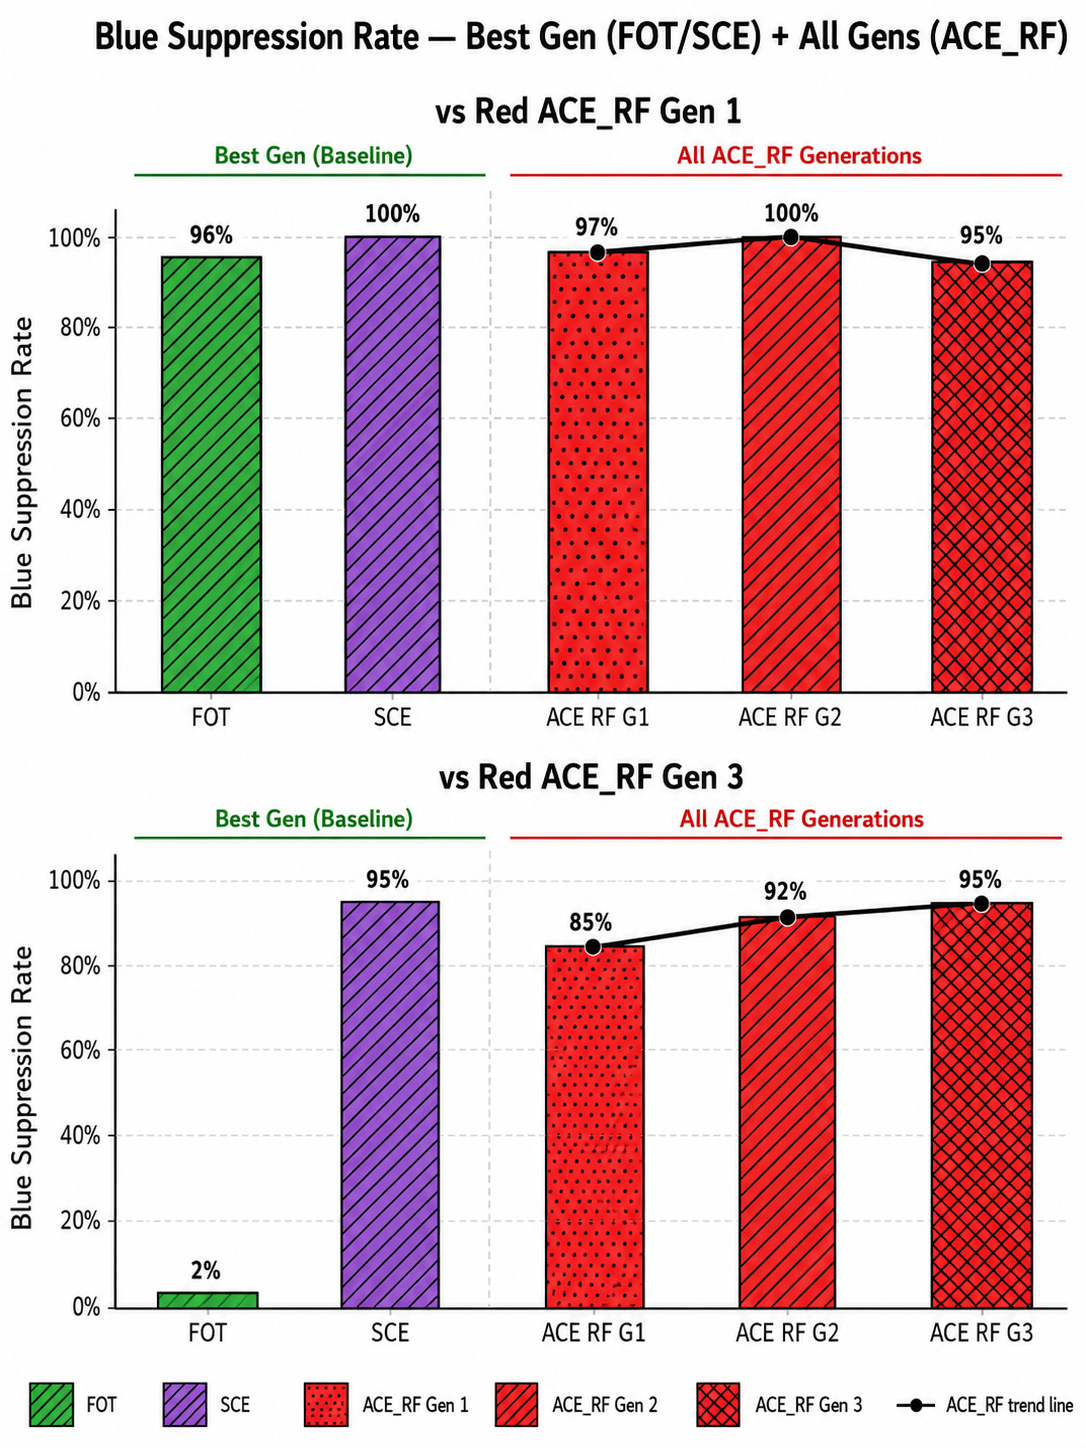 Blue Suppression Rate — Best Gen (FOT/SCE) + All Gens (ACE_RF)
vs Red ACE_RF Gen 1
Best Gen (Baseline)
All ACE_RF Generations
Blue Suppression Rate
100%
80%
60%
40%
20%
0%
96%
100%
97%
100%
95%
FOT
SCE
ACE RF G1
ACE RF G2
ACE RF G3
vs Red ACE_RF Gen 3
Best Gen (Baseline)
All ACE_RF Generations
Blue Suppression Rate
100%
80%
60%
40%
20%
0%
2%
95%
85%
92%
95%
FOT
SCE
ACE RF G1
ACE RF G2
ACE RF G3
FOT
SCE
ACE_RF Gen 1
ACE_RF Gen 2
ACE_RF Gen 3
ACE_RF trend line